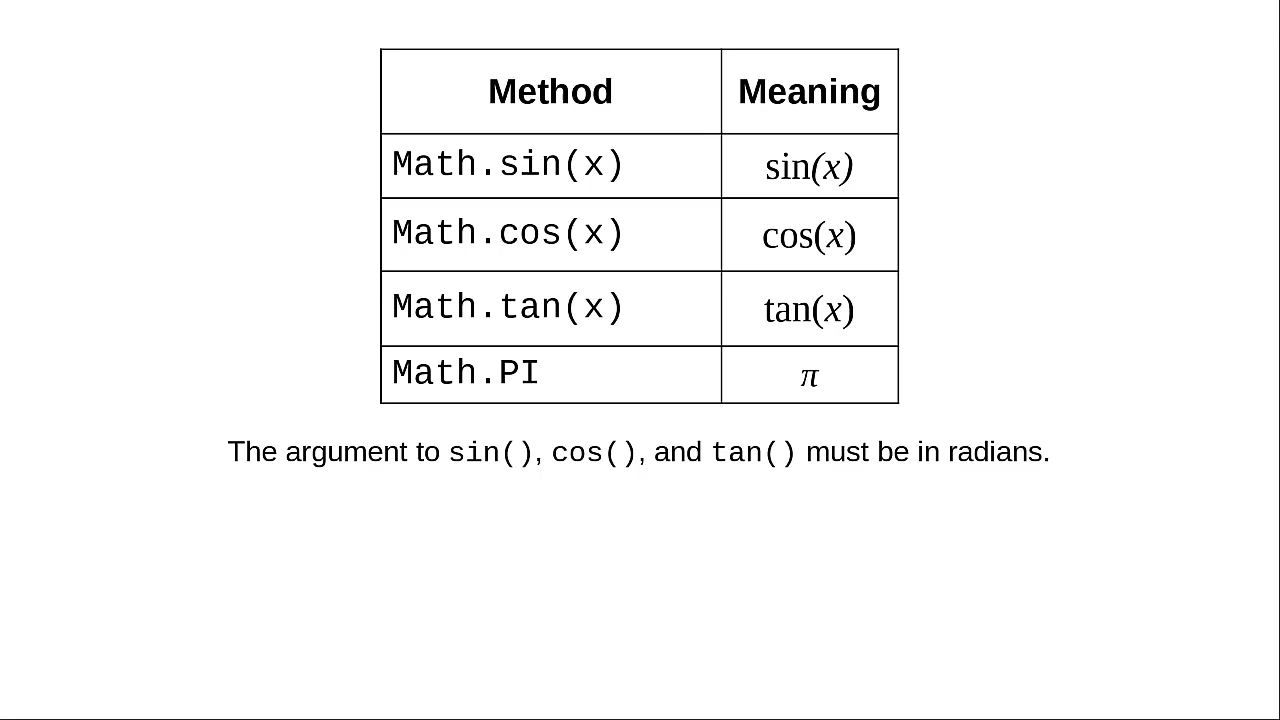 Method Meaning
Math.sin(x) sin(x)
Math.cos(x) cos(x)
Math.tan(x) tan(x)
Math.PI π
The argument to sin(), cos(), and tan() must be in radians.